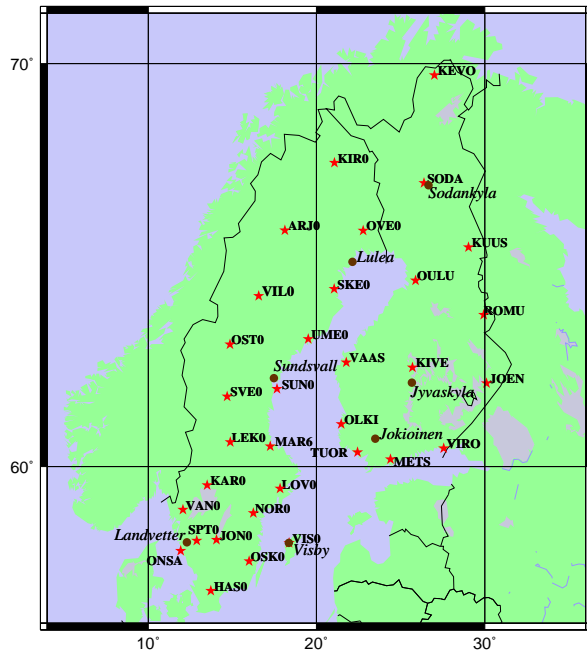 70°
KEVO
KIR0
SODA
Sodankyla
ARJ0
OVE0
KUUS
Lulea
OULU
SKE0
VIL0
ROMU
UME0
OST0
VAAS
KIVE
Sundsvall
JOEN
SUN0
Jyvaskyla
SVE0
OLKI
Jokioinen
LEK0
MAR6
VIRO
TUOR
METS
60°
KAR0
LOV0
VAN0
NOR0
SPT0
Landvetter
JON0
VIS0
Visby
ONSA
OSK0
HAS0
10°
20°
30°